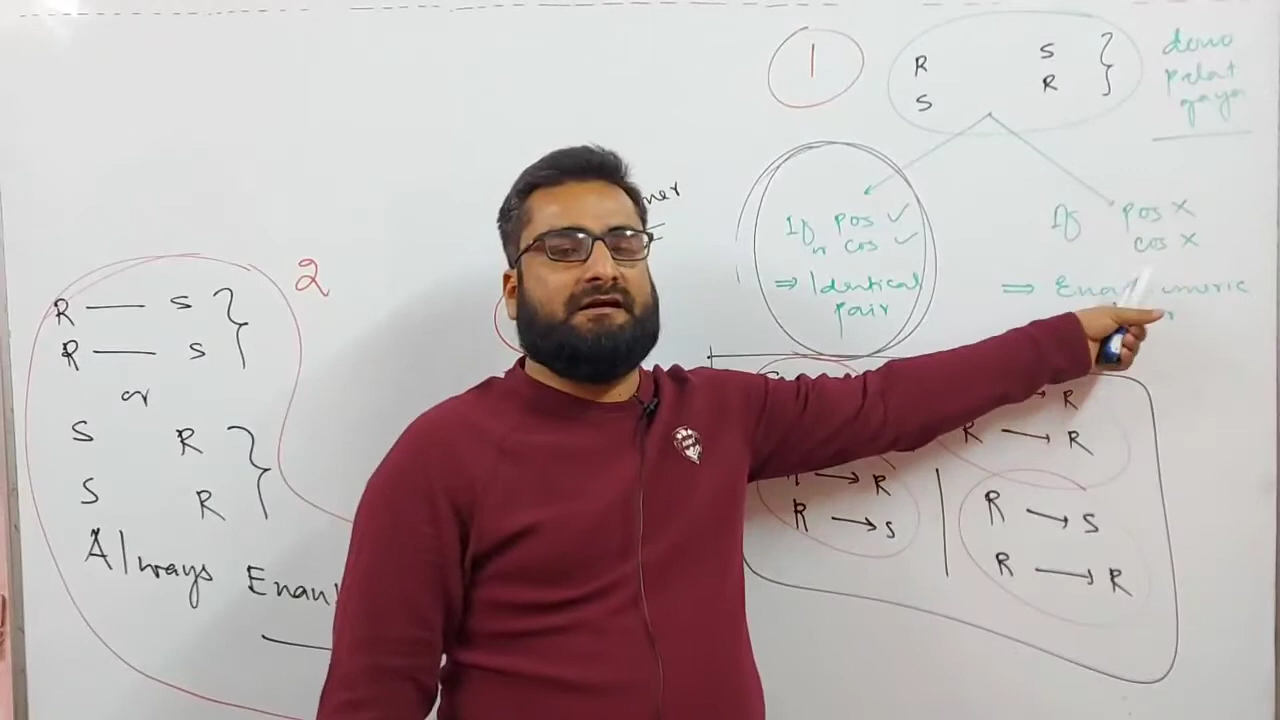 1
R S }
S R
dono
palat
gaya
If pos ✓
" cos ✓
⇒ Identical
pair
If pos X
cos X
2
R — S }
R — S
or
S R }
S R
Always
R
R → R
→ R
R → S
R → S
R → R